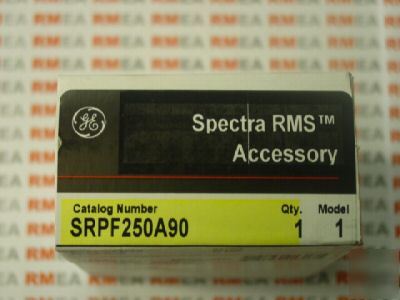 Spectra RMS™
Accessory
Catalog Number Qty. Model
SRPF250A90 1 1